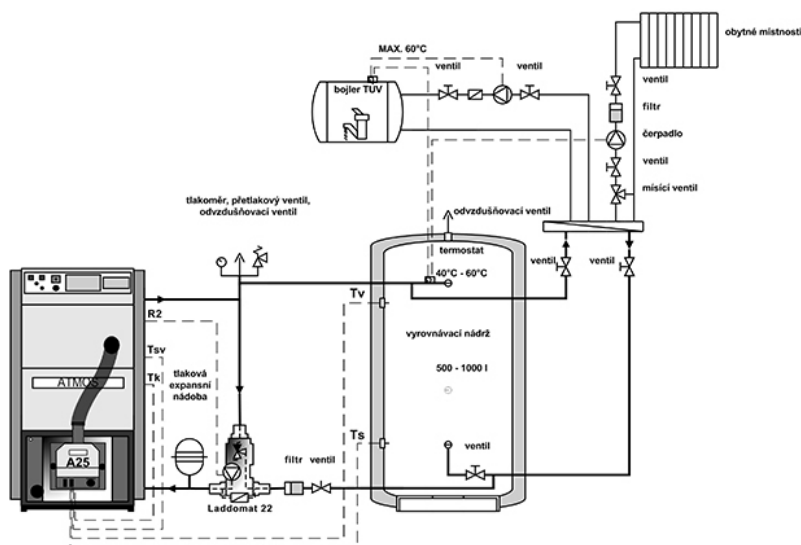 obytné místnosti
MAX. 60°C
ventil
ventil
bojler TUV
ventil
filtr
čerpadlo
ventil
mísící ventil
tlakoměr, přetlakový ventil,
odvzdušňovací ventil
odvzdušňovací ventil
termostat
40°C - 60°C
ventil
ventil
Tv
R2
Tsv
Tk
ATMOS
A25
tlaková
expansní
nádoba
vyrovnávací nádrž
500 - 1000 l
Ts
filtr ventil
ventil
Laddomat 22